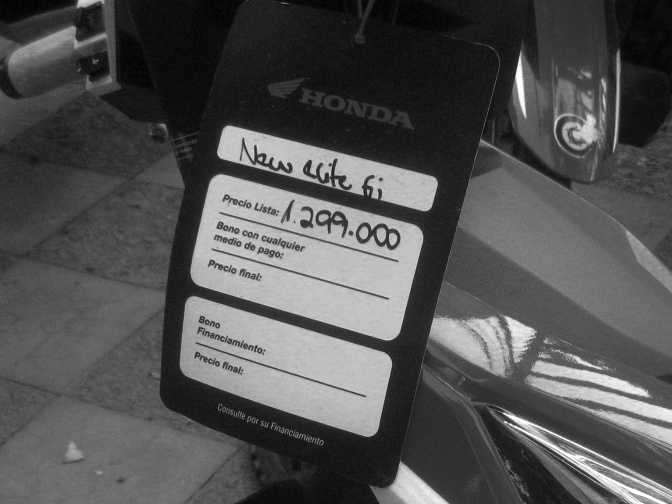 HONDA
New elite fi
Precio Lista: 1.299.000
Bono con cualquier
medio de pago:
Precio final:
Bono
Financiamiento:
Precio final:
Consulte por su Financiamiento